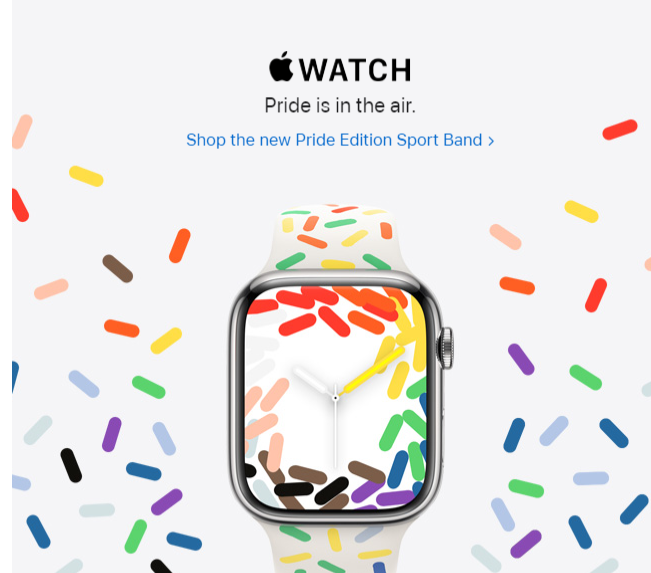 WATCH
Pride is in the air.
Shop the new Pride Edition Sport Band >